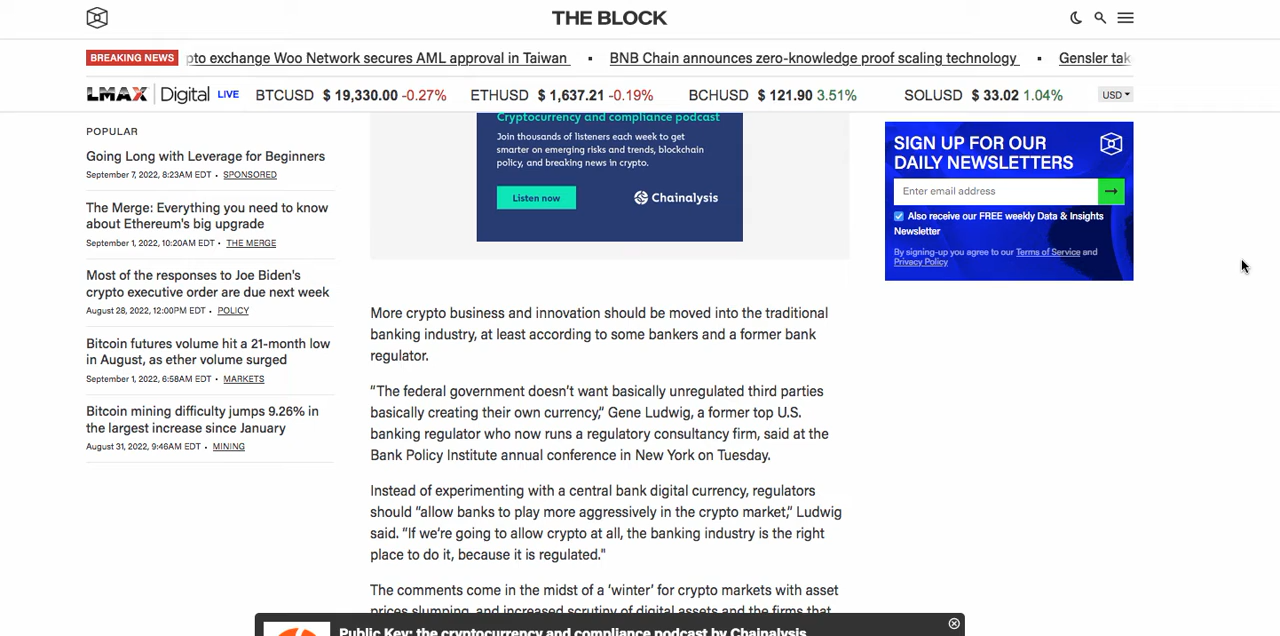 THE BLOCK
BREAKING NEWS pto exchange Woo Network secures AML approval in Taiwan ▪ BNB Chain announces zero-knowledge proof scaling technology ▪ Gensler tak
LMAX Digital LIVE BTCUSD $ 19,330.00 -0.27% ETHUSD $ 1,637.21 -0.19% BCHUSD $ 121.90 3.51% SOLUSD $ 33.02 1.04% USD
POPULAR
Going Long with Leverage for Beginners
September 7, 2022, 8:23AM EDT • SPONSORED
The Merge: Everything you need to know
about Ethereum's big upgrade
September 1, 2022, 10:20AM EDT • THE MERGE
Most of the responses to Joe Biden's
crypto executive order are due next week
August 28, 2022, 12:00PM EDT • POLICY
Bitcoin futures volume hit a 21-month low
in August, as ether volume surged
September 1, 2022, 6:58AM EDT • MARKETS
Bitcoin mining difficulty jumps 9.26% in
the largest increase since January
August 31, 2022, 9:46AM EDT • MINING
Cryptocurrency and compliance podcast
Join thousands of listeners each week to get
smarter on emerging risks and trends, blockchain
policy, and breaking news in crypto.
Listen now Chainalysis
More crypto business and innovation should be moved into the traditional
banking industry, at least according to some bankers and a former bank
regulator.
“The federal government doesn’t want basically unregulated third parties
basically creating their own currency,” Gene Ludwig, a former top U.S.
banking regulator who now runs a regulatory consultancy firm, said at the
Bank Policy Institute annual conference in New York on Tuesday.
Instead of experimenting with a central bank digital currency, regulators
should “allow banks to play more aggressively in the crypto market,” Ludwig
said. “If we’re going to allow crypto at all, the banking industry is the right
place to do it, because it is regulated."
The comments come in the midst of a ‘winter’ for crypto markets with asset
prices slumping, and increased scrutiny of digital assets and the firms that
SIGN UP FOR OUR
DAILY NEWSLETTERS
Enter email address
Also receive our FREE weekly Data & Insights
Newsletter
By signing-up you agree to our Terms of Service and
Privacy Policy
Public Key: the cryptocurrency and compliance podcast by Chainalysis